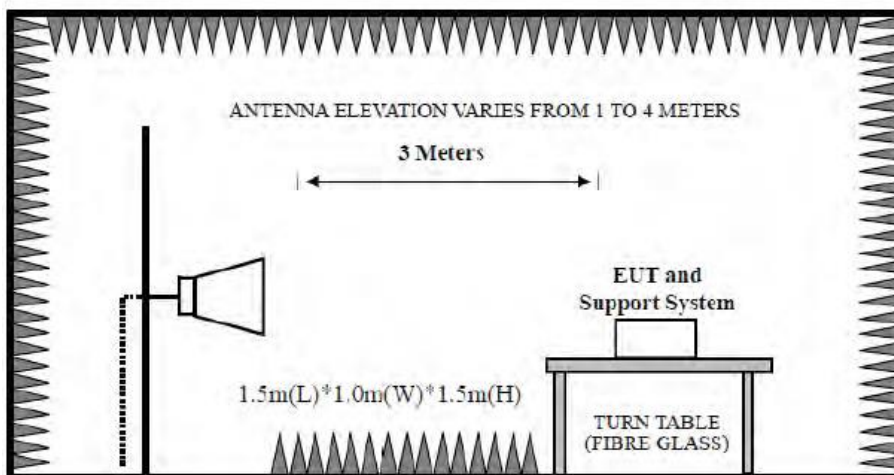 ANTENNA ELEVATION VARIES FROM 1 TO 4 METERS
3 Meters
EUT and
Support System
1.5m(L)*1.0m(W)*1.5m(H)
TURN TABLE
(FIBRE GLASS)